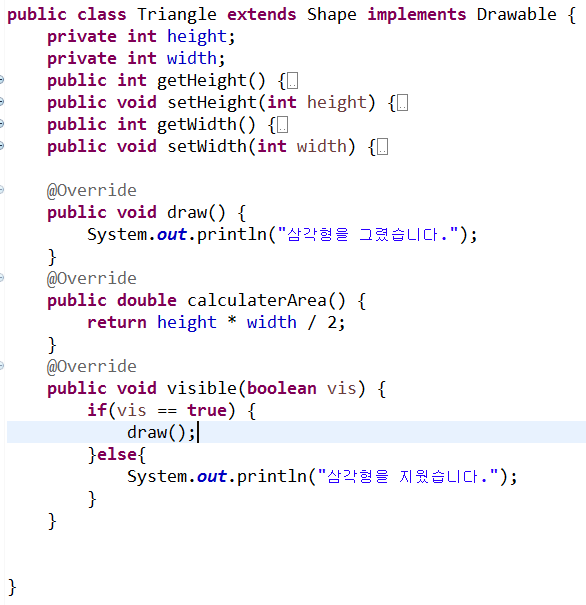 public class Triangle extends Shape implements Drawable {
    private int height;
    private int width;
    public int getHeight() {..
    public void setHeight(int height) {..
    public int getWidth() {..
    public void setWidth(int width) {..
    @Override
    public void draw() {
        System.out.println("삼각형을 그렸습니다.");
    }
    @Override
    public double calculaterArea() {
        return height * width / 2;
    }
    @Override
    public void visible(boolean vis) {
        if(vis == true) {
            draw();
        }else{
            System.out.println("삼각형을 지웠습니다.");
        }
    }
}